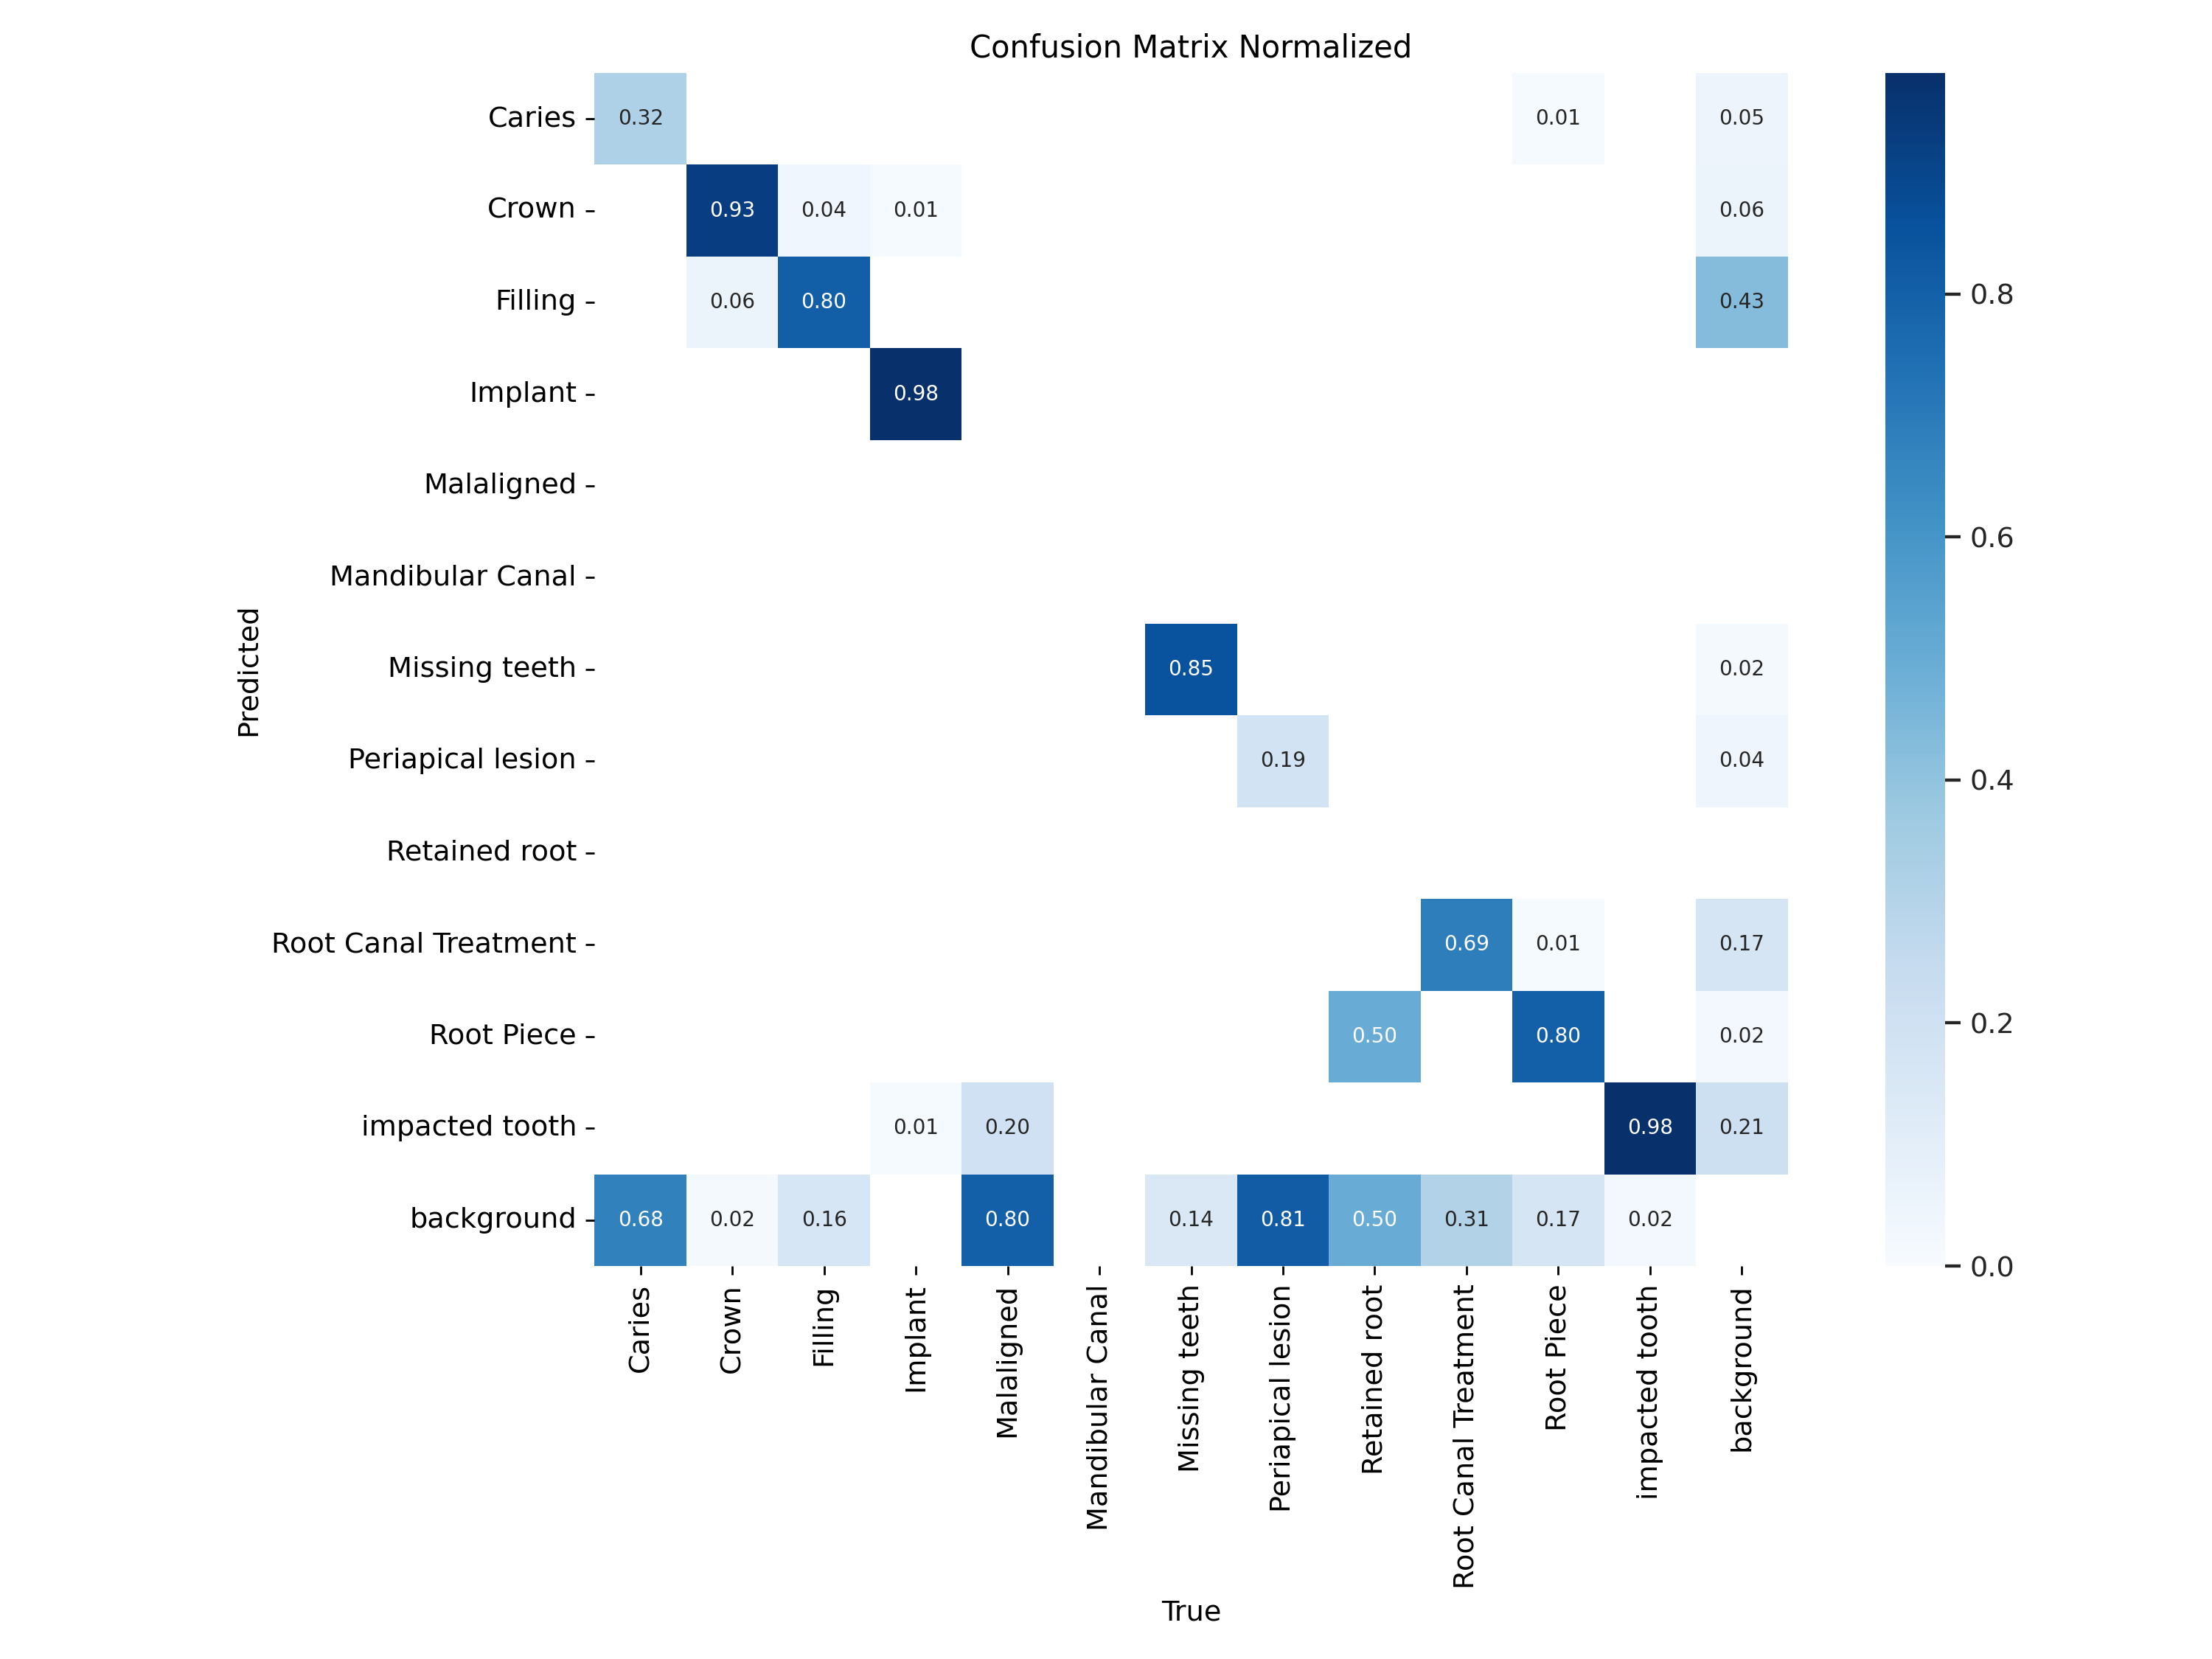 Confusion Matrix Normalized
Caries 0.32 0.01 0.05
Crown 0.93 0.04 0.01 0.06
Filling 0.06 0.80 0.43
Implant 0.98
Malaligned
Mandibular Canal
Missing teeth 0.85 0.02
Periapical lesion 0.19 0.04
Retained root
Root Canal Treatment 0.69 0.01 0.17
Root Piece 0.50 0.80 0.02
impacted tooth 0.01 0.20 0.98 0.21
background 0.68 0.02 0.16 0.80 0.14 0.81 0.50 0.31 0.17 0.02
Predicted
Caries
Crown
Filling
Implant
Malaligned
Mandibular Canal
Missing teeth
Periapical lesion
Retained root
Root Canal Treatment
Root Piece
impacted tooth
background
True
0.8
0.6
0.4
0.2
0.0